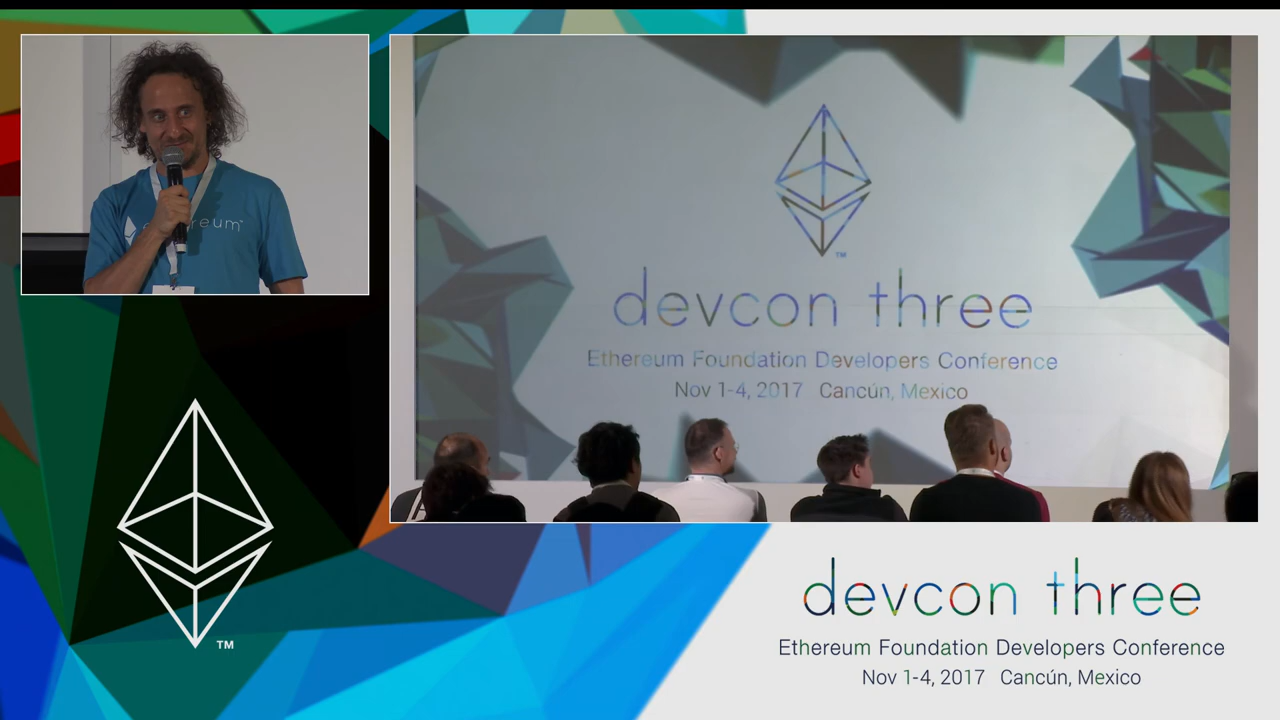 devcon three
Ethereum Foundation Developers Conference
Nov 1-4, 2017 Cancún, Mexico
TM
TM
devcon three
Ethereum Foundation Developers Conference
Nov 1-4, 2017 Cancún, Mexico